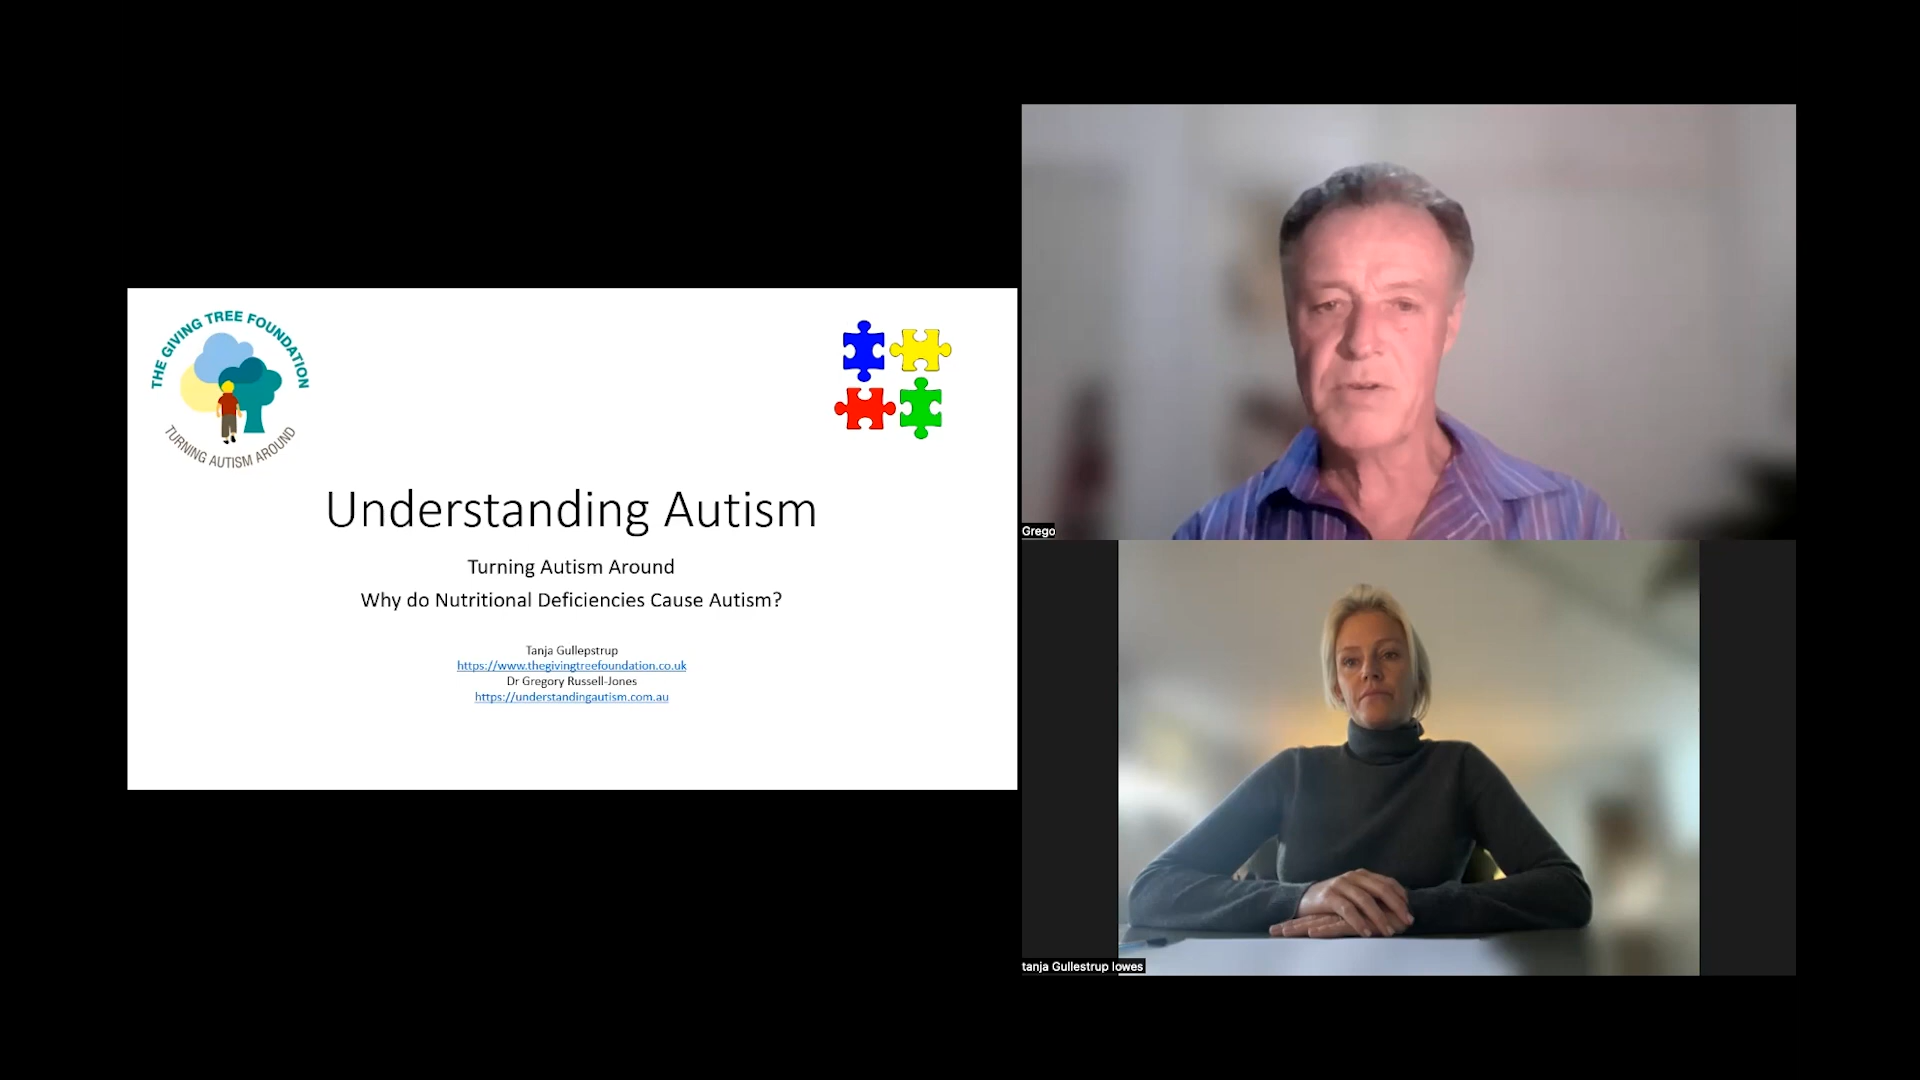 THE GIVING TREE FOUNDATION
TURNING AUTISM AROUND
Understanding Autism
Turning Autism Around
Why do Nutritional Deficiencies Cause Autism?
Tanja Gullepstrup
https://www.thegivingtreefoundation.co.uk
Dr Gregory Russell-Jones
https://understandingautism.com.au
Grego
tanja Gullestrup lowes